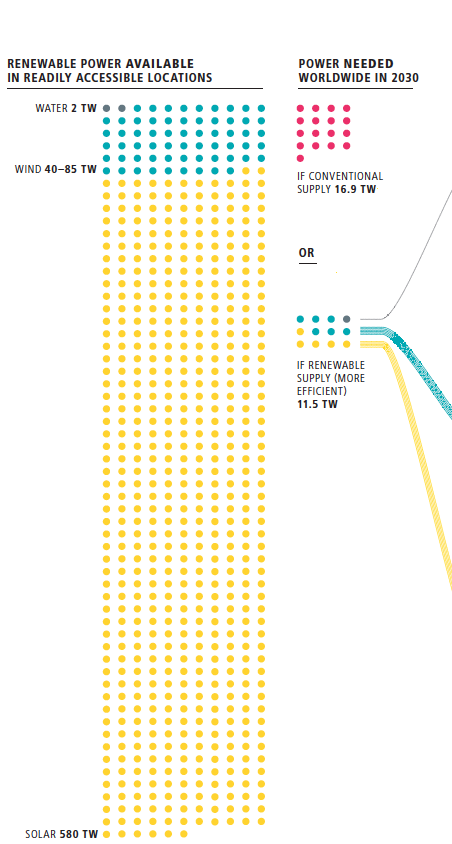 RENEWABLE POWER AVAILABLE
IN READILY ACCESSIBLE LOCATIONS
WATER 2 TW
WIND 40–85 TW
SOLAR 580 TW
POWER NEEDED
WORLDWIDE IN 2030
IF CONVENTIONAL
SUPPLY 16.9 TW
OR
IF RENEWABLE
SUPPLY (MORE
EFFICIENT)
11.5 TW